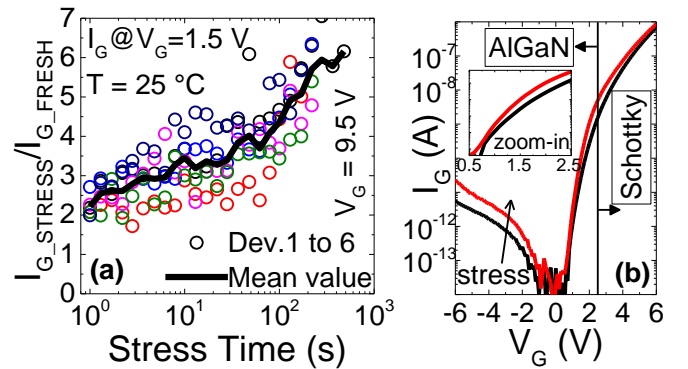 I_G_STRESS/I_G_FRESH
7
6
5
4
3
2
1
0
I_G@V_G=1.5 V
T = 25 °C
V_G = 9.5 V
Dev.1 to 6
Mean value
(a)
10^0 10^1 10^2 10^3
Stress Time (s)
I_G (A)
10^-7
10^-8
10^-12
10^-13
AlGaN
Schottky
zoom-in
0.5 1.5 2.5
stress
(b)
-6 -4 -2 0 2 4 6
V_G (V)